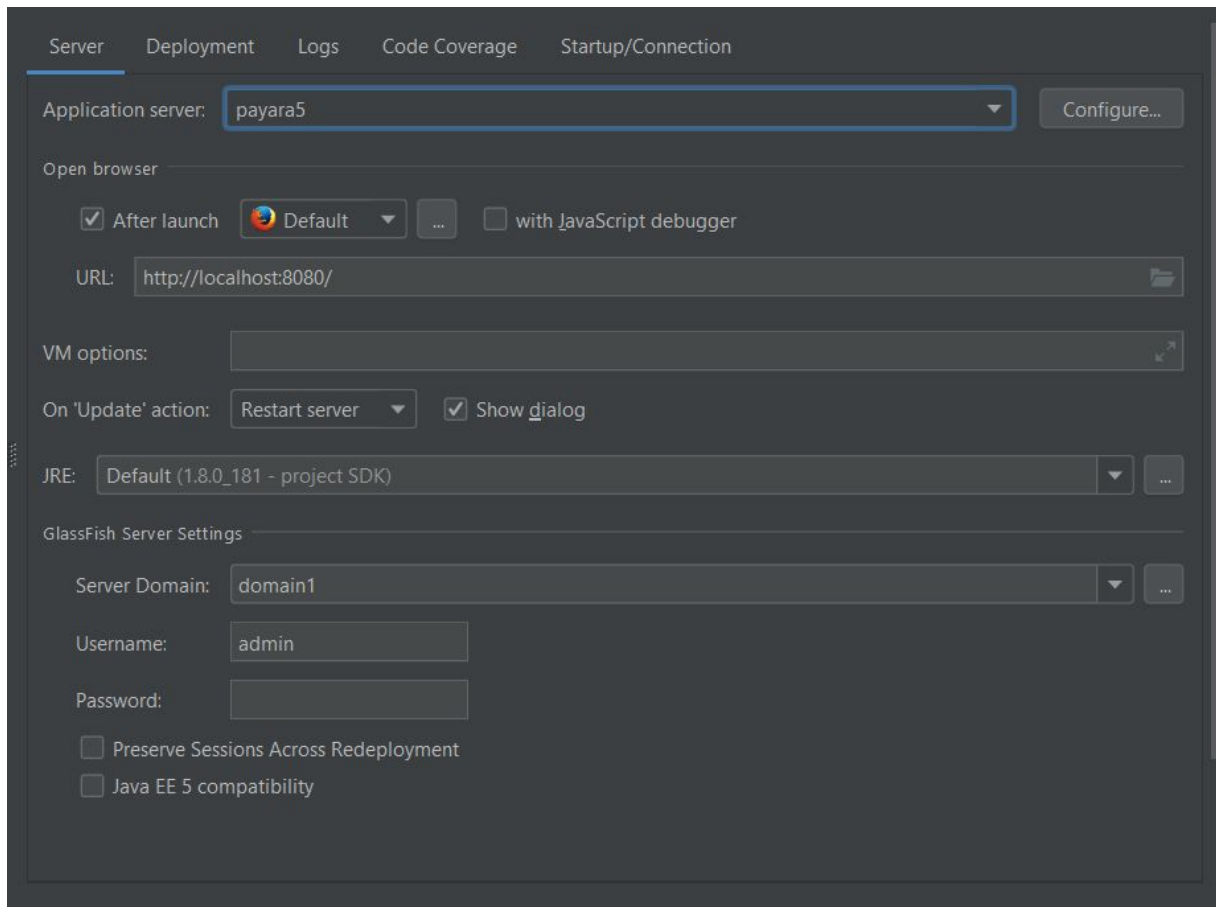 Server Deployment Logs Code Coverage Startup/Connection
Application server: payara5 Configure...
Open browser
After launch Default ... with JavaScript debugger
URL: http://localhost:8080/
VM options:
On 'Update' action: Restart server Show dialog
JRE: Default (1.8.0_181 - project SDK) ...
GlassFish Server Settings
Server Domain: domain1 ...
Username: admin
Password:
Preserve Sessions Across Redeployment
Java EE 5 compatibility